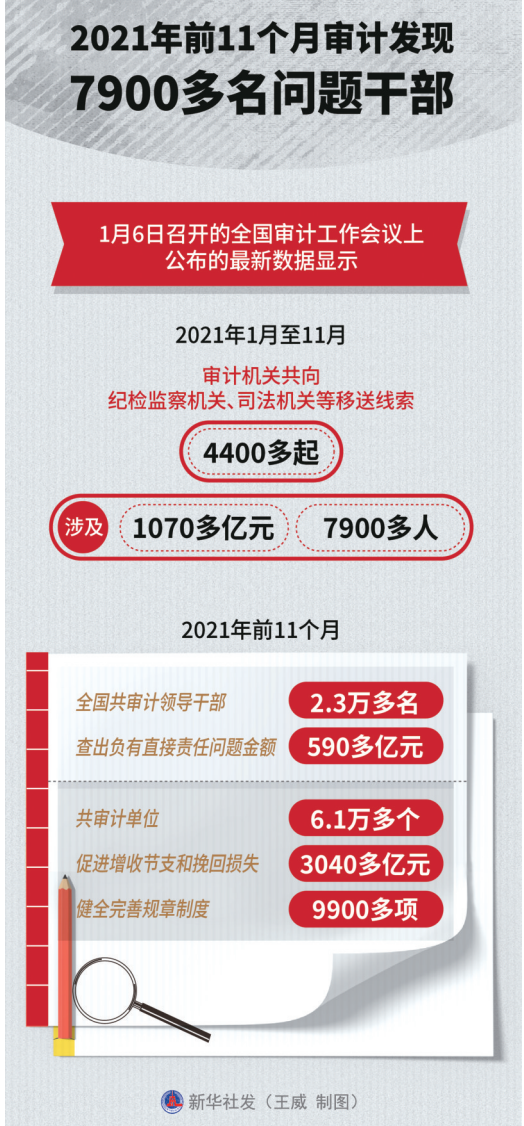 2021年前11个月审计发现
7900多名问题干部
1月6日召开的全国审计工作会议上
公布的最新数据显示
2021年1月至11月
审计机关共向
纪检监察机关、司法机关等移送线索
4400多起
涉及 1070多亿元 7900多人
2021年前11个月
全国共审计领导干部 2.3万多名
查出负有直接责任问题金额 590多亿元
共审计单位 6.1万多个
促进增收节支和挽回损失 3040多亿元
健全完善规章制度 9900多项
新华社发（王威 制图）